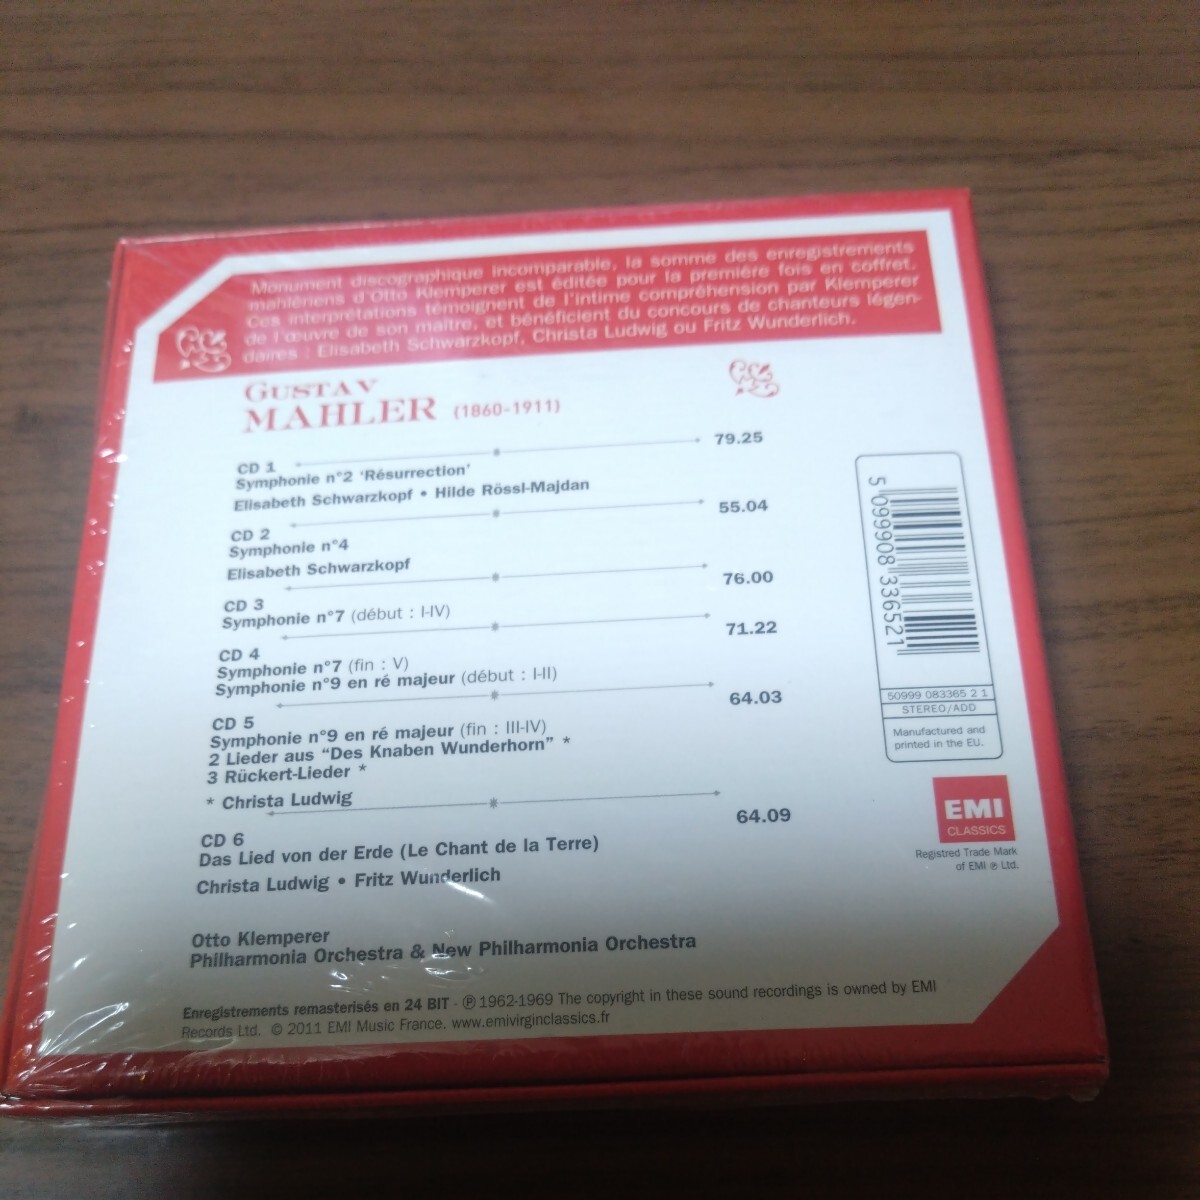 Monument discographique incomparable, la somme des enregistrements
mahlériens d'Otto Klemperer est éditée pour la première fois en coffret.
Ces interprétations témoignent de l'intime compréhension par Klemperer
de l'œuvre de son maître, et bénéficient du concours de chanteurs légen-
daires : Elisabeth Schwarzkopf, Christa Ludwig ou Fritz Wunderlich.
GUSTAV
MAHLER (1860-1911)
CD 1 79.25
Symphonie n°2 ‘Résurrection’
Elisabeth Schwarzkopf • Hilde Rössl-Majdan
CD 2 55.04
Symphonie n°4
Elisabeth Schwarzkopf
CD 3 76.00
Symphonie n°7 (début : I-IV)
CD 4 71.22
Symphonie n°7 (fin : V)
Symphonie n°9 en ré majeur (début : I-II)
CD 5 64.03
Symphonie n°9 en ré majeur (fin : III-IV)
2 Lieder aus “Des Knaben Wunderhorn” *
3 Rückert-Lieder *
* Christa Ludwig
CD 6 64.09
Das Lied von der Erde (Le Chant de la Terre)
Christa Ludwig • Fritz Wunderlich
Otto Klemperer
Philharmonia Orchestra & New Philharmonia Orchestra
Enregistrements remasterisés en 24 BIT - ℗ 1962-1969 The copyright in these sound recordings is owned by EMI
Records Ltd. © 2011 EMI Music France. www.emivirginclassics.fr
5 099908 336521
50999 083365 2 1
STEREO/ADD
Manufactured and
printed in the EU.
EMI
CLASSICS
Registred Trade Mark
of EMI ℗ Ltd.